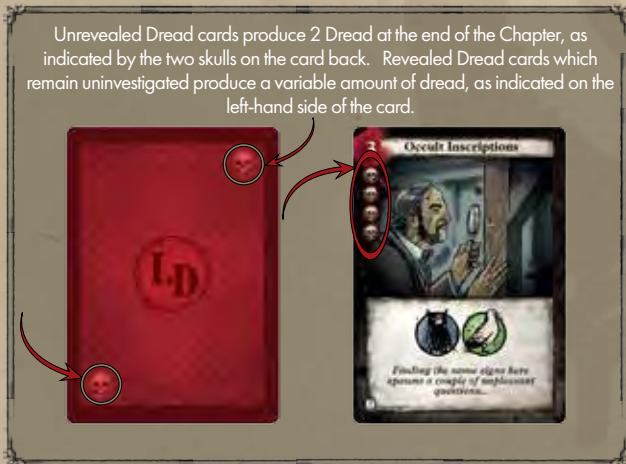 Unrevealed Dread cards produce 2 Dread at the end of the Chapter, as
indicated by the two skulls on the card back. Revealed Dread cards which
remain uninvestigated produce a variable amount of dread, as indicated on the
left-hand side of the card.
Occult Inscriptions
LD
Finding the same signs here
spawns a couple of unpleasant
questions...